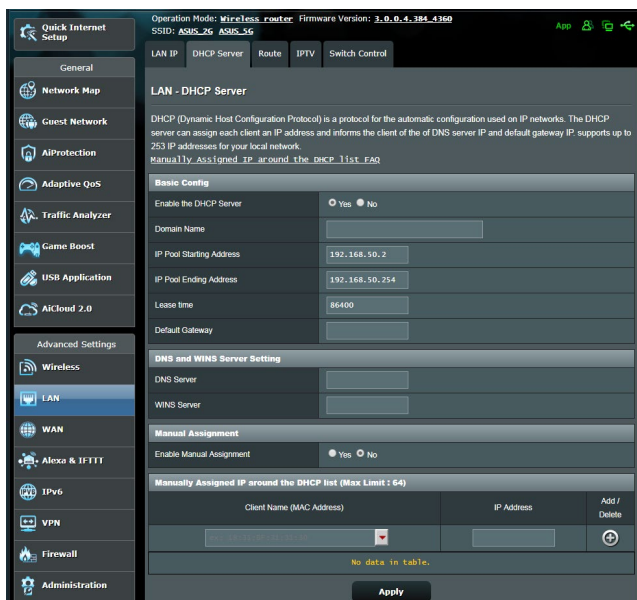 Quick Internet
Setup
General
Network Map
Guest Network
AiProtection
Adaptive QoS
Traffic Analyzer
Game Boost
USB Application
AiCloud 2.0
Advanced Settings
Wireless
LAN
WAN
Alexa & IFTTT
IPv6
VPN
Firewall
Administration
Operation Mode: Wireless router Firmware Version: 3.0.0.4.384_4360
SSID: ASUS_2G ASUS_5G
App
LAN IP DHCP Server Route IPTV Switch Control
LAN - DHCP Server
DHCP (Dynamic Host Configuration Protocol) is a protocol for the automatic configuration used on IP networks. The DHCP
server can assign each client an IP address and informs the client of the of DNS server IP and default gateway IP. supports up to
253 IP addresses for your local network.
Manually Assigned IP around the DHCP list FAQ
Basic Config
Enable the DHCP Server Yes No
Domain Name
IP Pool Starting Address 192.168.50.2
IP Pool Ending Address 192.168.50.254
Lease time 86400
Default Gateway
DNS and WINS Server Setting
DNS Server
WINS Server
Manual Assignment
Enable Manual Assignment Yes No
Manually Assigned IP around the DHCP list (Max Limit : 64)
Client Name (MAC Address) IP Address Add /
Delete
No data in table.
Apply